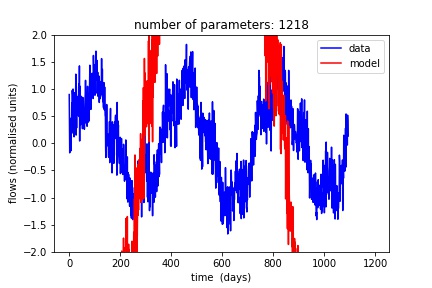 number of parameters: 1218
flows (normalised units)
2.0
1.5
1.0
0.5
0.0
−0.5
−1.0
−1.5
−2.0
data
model
0 200 400 600 800 1000 1200
time (days)